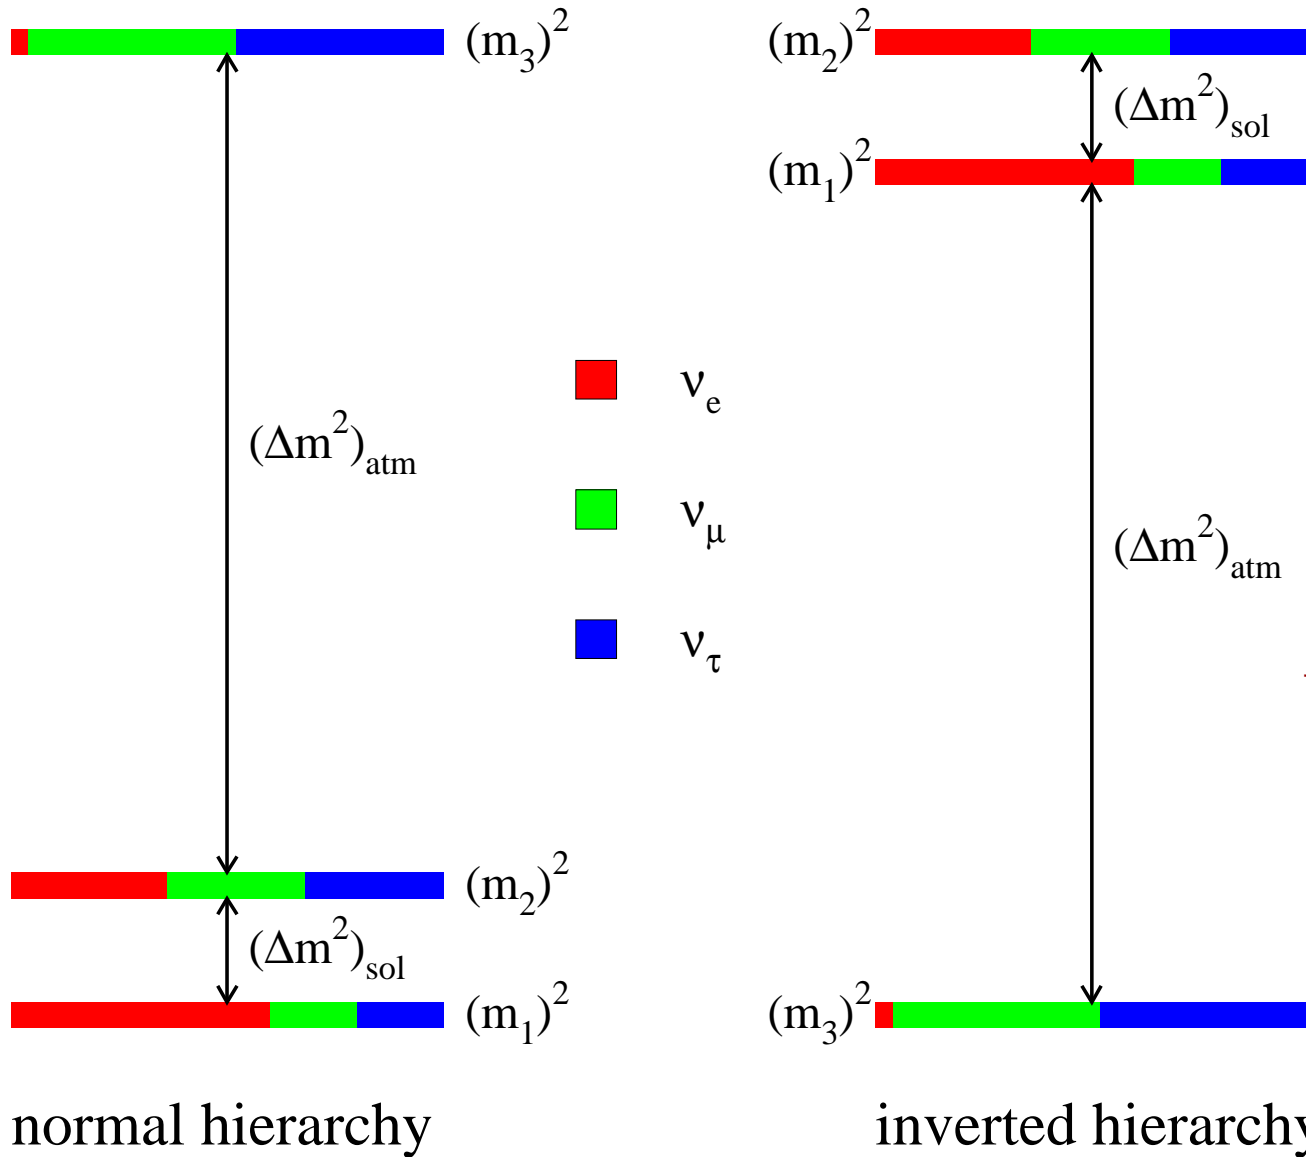 (m₃)²
(m₂)²
(Δm²)sol
(m₁)²
νe
(Δm²)atm
νμ
(Δm²)atm
ντ
(m₂)²
(Δm²)sol
(m₁)²
(m₃)²
normal hierarchy
inverted hierarchy